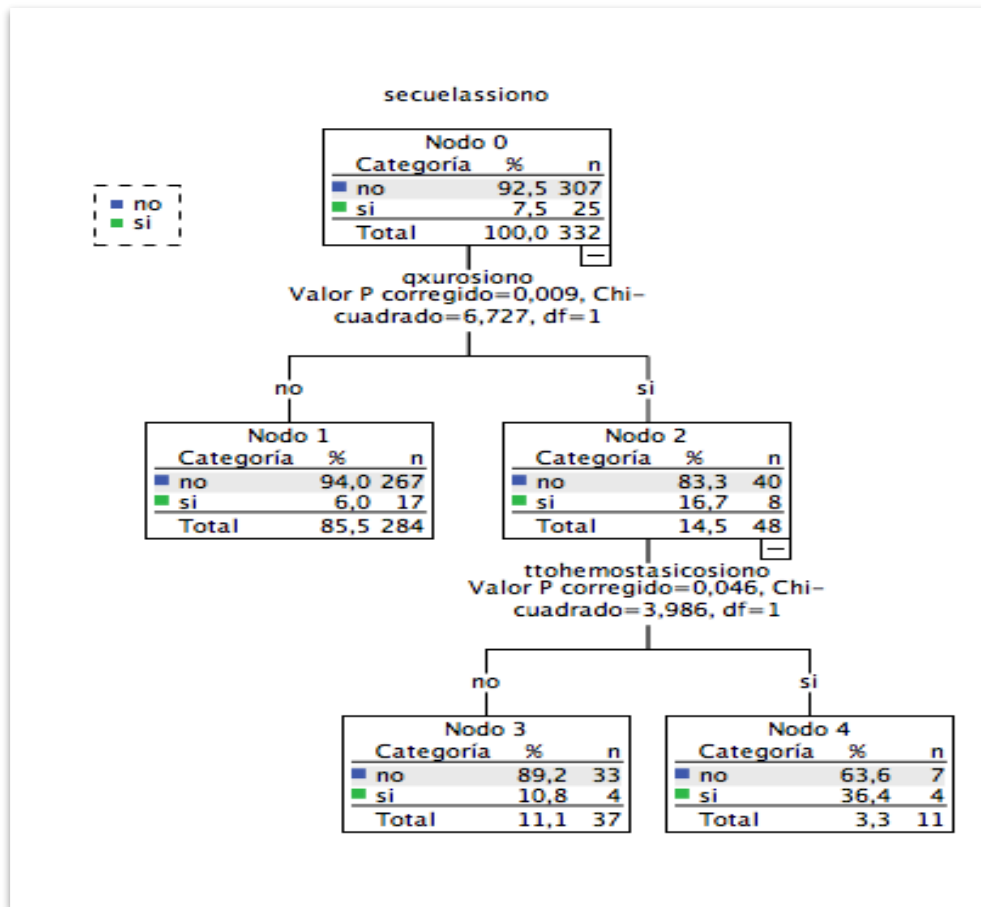 secuelassiono
no
si
Nodo 0
Categoría % n
no 92,5 307
si 7,5 25
Total 100,0 332
qxurosiono
Valor P corregido=0,009, Chi-
cuadrado=6,727, df=1
no
si
Nodo 1
Categoría % n
no 94,0 267
si 6,0 17
Total 85,5 284
Nodo 2
Categoría % n
no 83,3 40
si 16,7 8
Total 14,5 48
ttohemostasicosiono
Valor P corregido=0,046, Chi-
cuadrado=3,986, df=1
no
si
Nodo 3
Categoría % n
no 89,2 33
si 10,8 4
Total 11,1 37
Nodo 4
Categoría % n
no 63,6 7
si 36,4 4
Total 3,3 11